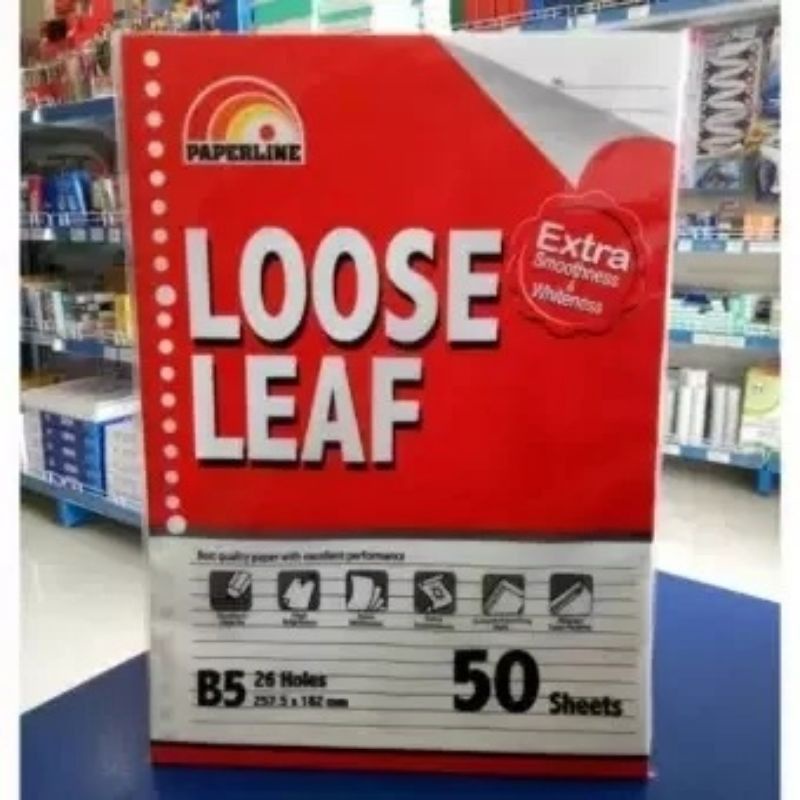 PAPERLINE
LOOSE
LEAF
Extra
Smoothness
&
Whiteness
Best quality paper with excellent performance
B5
26 Holes
257.5 x 182 mm
50 Sheets